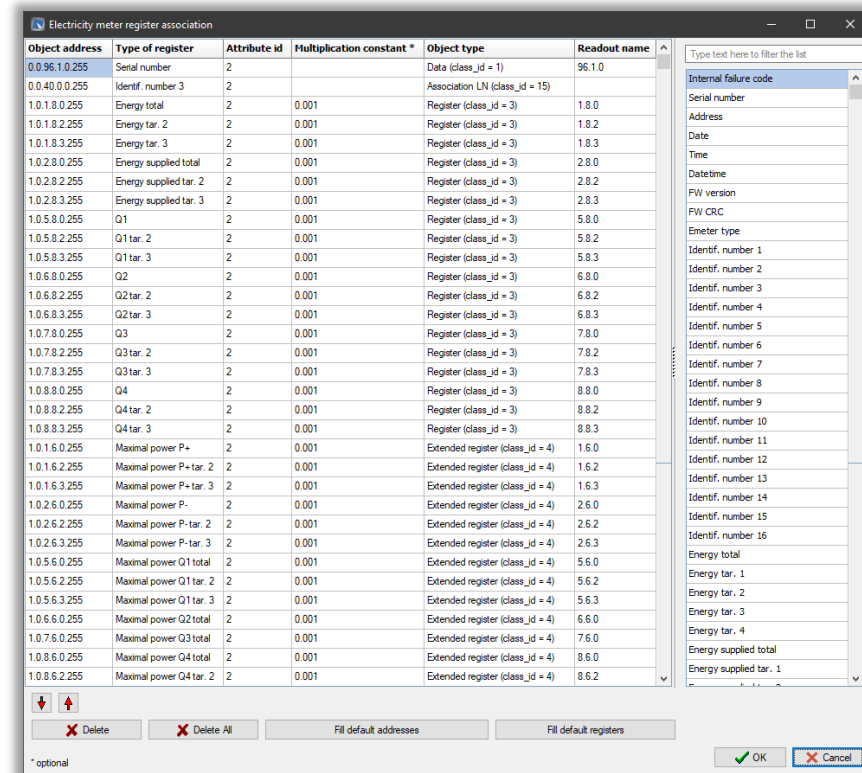 Electricity meter register association
Object address Type of register Attribute id Multiplication constant * Object type Readout name
0.0.96.1.0.255 Serial number 2 Data (class_id = 1) 96.1.0
0.0.40.0.0.255 Identif. number 3 2 Association LN (class_id = 15)
1.0.1.8.0.255 Energy total 2 0.001 Register (class_id = 3) 1.8.0
1.0.1.8.2.255 Energy tar. 2 2 0.001 Register (class_id = 3) 1.8.2
1.0.1.8.3.255 Energy tar. 3 2 0.001 Register (class_id = 3) 1.8.3
1.0.2.8.0.255 Energy supplied total 2 0.001 Register (class_id = 3) 2.8.0
1.0.2.8.2.255 Energy supplied tar. 2 2 0.001 Register (class_id = 3) 2.8.2
1.0.2.8.3.255 Energy supplied tar. 3 2 0.001 Register (class_id = 3) 2.8.3
1.0.5.8.0.255 Q1 2 0.001 Register (class_id = 3) 5.8.0
1.0.5.8.2.255 Q1 tar. 2 2 0.001 Register (class_id = 3) 5.8.2
1.0.5.8.3.255 Q1 tar. 3 2 0.001 Register (class_id = 3) 5.8.3
1.0.6.8.0.255 Q2 2 0.001 Register (class_id = 3) 6.8.0
1.0.6.8.2.255 Q2 tar. 2 2 0.001 Register (class_id = 3) 6.8.2
1.0.6.8.3.255 Q2 tar. 3 2 0.001 Register (class_id = 3) 6.8.3
1.0.7.8.0.255 Q3 2 0.001 Register (class_id = 3) 7.8.0
1.0.7.8.2.255 Q3 tar. 2 2 0.001 Register (class_id = 3) 7.8.2
1.0.7.8.3.255 Q3 tar. 3 2 0.001 Register (class_id = 3) 7.8.3
1.0.8.8.0.255 Q4 2 0.001 Register (class_id = 3) 8.8.0
1.0.8.8.2.255 Q4 tar. 2 2 0.001 Register (class_id = 3) 8.8.2
1.0.8.8.3.255 Q4 tar. 3 2 0.001 Register (class_id = 3) 8.8.3
1.0.1.6.0.255 Maximal power P+ 2 0.001 Extended register (class_id = 4) 1.6.0
1.0.1.6.2.255 Maximal power P+ tar. 2 2 0.001 Extended register (class_id = 4) 1.6.2
1.0.1.6.3.255 Maximal power P+ tar. 3 2 0.001 Extended register (class_id = 4) 1.6.3
1.0.2.6.0.255 Maximal power P- 2 0.001 Extended register (class_id = 4) 2.6.0
1.0.2.6.2.255 Maximal power P- tar. 2 2 0.001 Extended register (class_id = 4) 2.6.2
1.0.2.6.3.255 Maximal power P- tar. 3 2 0.001 Extended register (class_id = 4) 2.6.3
1.0.5.6.0.255 Maximal power Q1 total 2 0.001 Extended register (class_id = 4) 5.6.0
1.0.5.6.2.255 Maximal power Q1 tar. 2 2 0.001 Extended register (class_id = 4) 5.6.2
1.0.5.6.3.255 Maximal power Q1 tar. 3 2 0.001 Extended register (class_id = 4) 5.6.3
1.0.6.6.0.255 Maximal power Q2 total 2 0.001 Extended register (class_id = 4) 6.6.0
1.0.7.6.0.255 Maximal power Q3 total 2 0.001 Extended register (class_id = 4) 7.6.0
1.0.8.6.0.255 Maximal power Q4 total 2 0.001 Extended register (class_id = 4) 8.6.0
1.0.8.6.2.255 Maximal power Q4 tar. 2 2 0.001 Extended register (class_id = 4) 8.6.2
Type text here to filter the list
Internal failure code
Serial number
Address
Date
Time
Datetime
FW version
FW CRC
Emeter type
Identif. number 1
Identif. number 2
Identif. number 3
Identif. number 4
Identif. number 5
Identif. number 6
Identif. number 7
Identif. number 8
Identif. number 9
Identif. number 10
Identif. number 11
Identif. number 12
Identif. number 13
Identif. number 14
Identif. number 15
Identif. number 16
Energy total
Energy tar. 1
Energy tar. 2
Energy tar. 3
Energy tar. 4
Energy supplied total
Energy supplied tar. 1
Delete Delete All Fill default addresses Fill default registers
* optional
OK Cancel